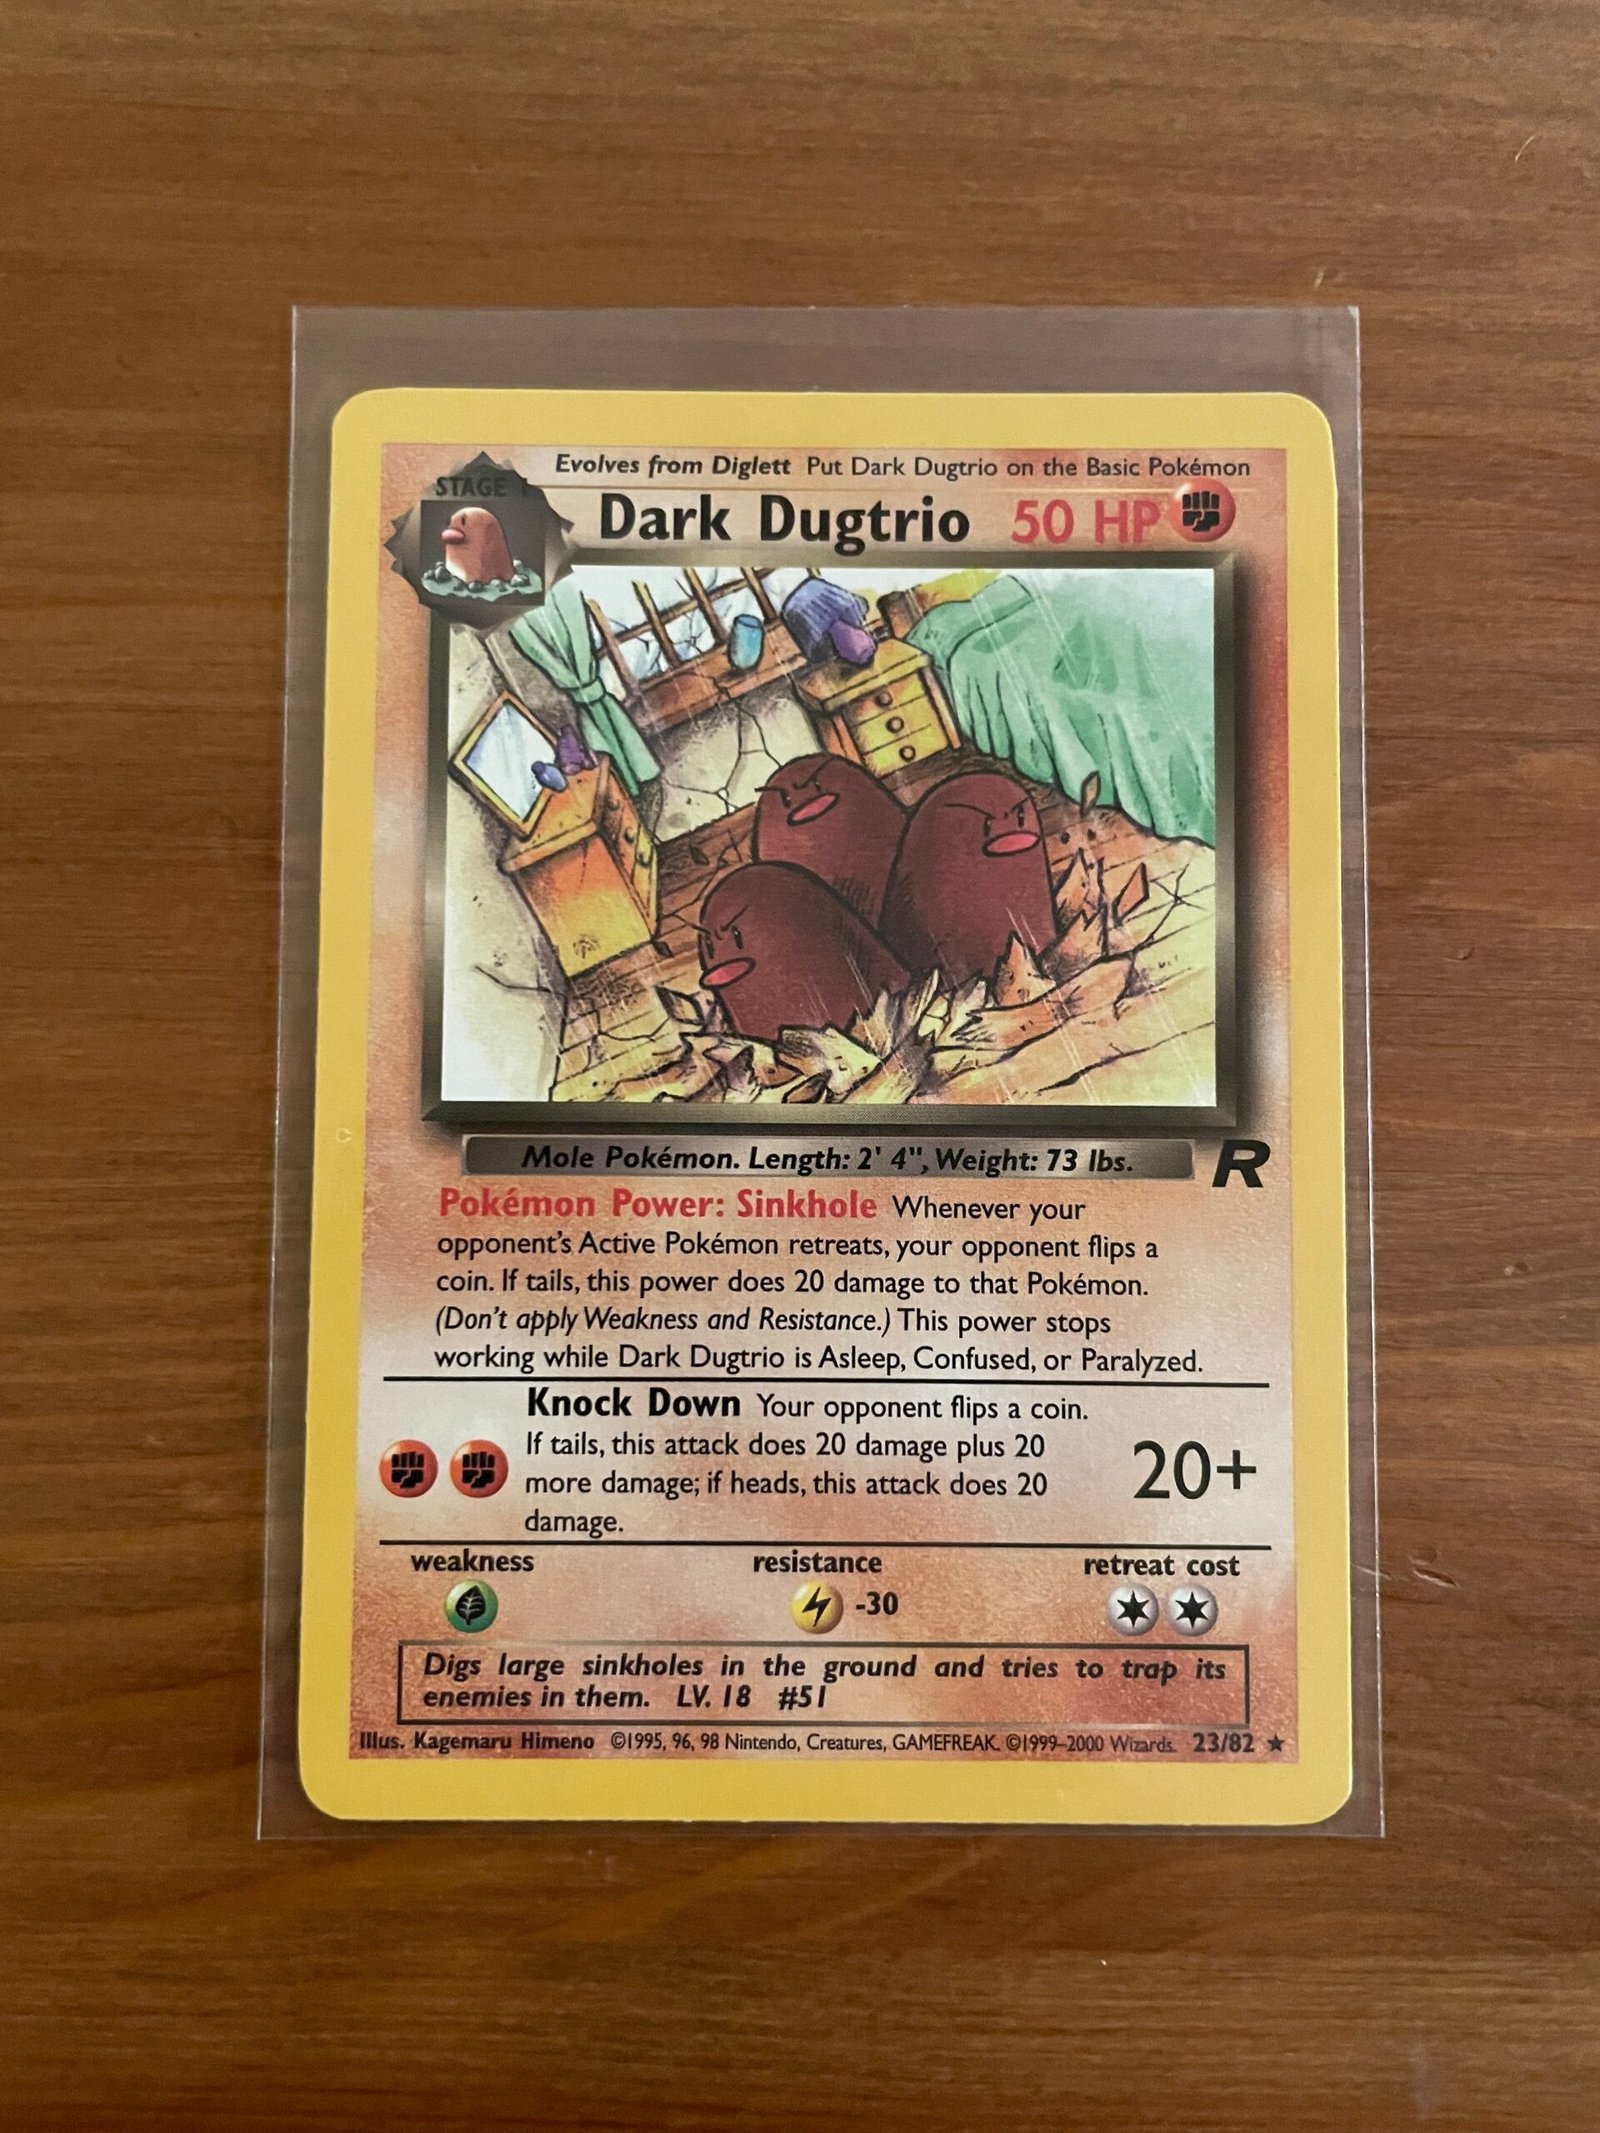 Evolves from Diglett Put Dark Dugtrio on the Basic Pokémon
STAGE 1
Dark Dugtrio 50 HP
Mole Pokémon. Length: 2' 4", Weight: 73 lbs.
R
Pokémon Power: Sinkhole Whenever your
opponent's Active Pokémon retreats, your opponent flips a
coin. If tails, this power does 20 damage to that Pokémon.
(Don't apply Weakness and Resistance.) This power stops
working while Dark Dugtrio is Asleep, Confused, or Paralyzed.
Knock Down Your opponent flips a coin.
If tails, this attack does 20 damage plus 20
more damage; if heads, this attack does 20
damage.
20+
weakness resistance retreat cost
-30
Digs large sinkholes in the ground and tries to trap its
enemies in them. LV. 18 #51
Illus. Kagemaru Himeno ©1995, 96, 98 Nintendo, Creatures, GAMEFREAK. ©1999-2000 Wizards. 23/82 ★